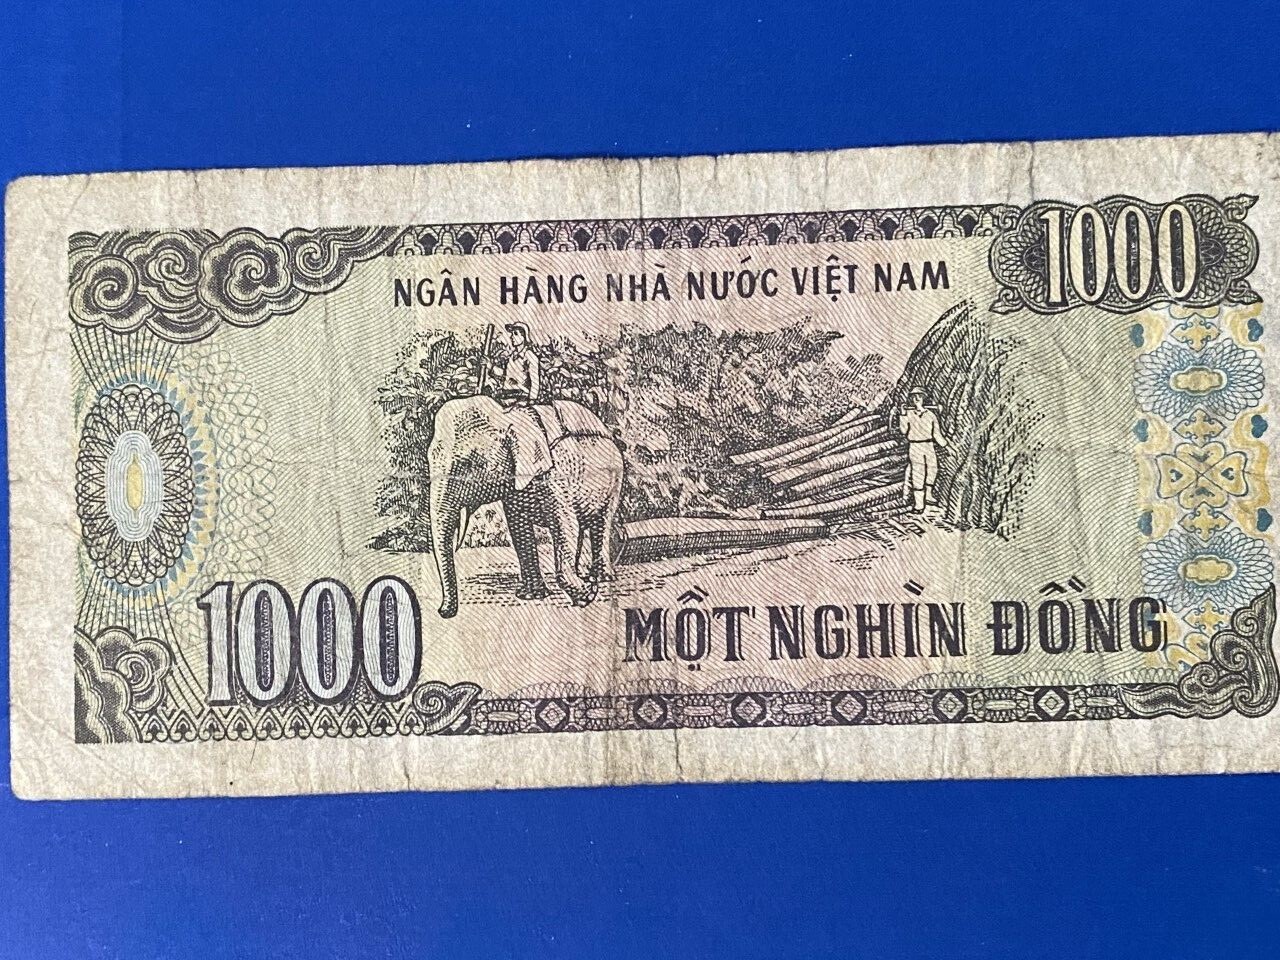 NGÂN HÀNG NHÀ NƯỚC VIỆT NAM
1000
1000
MỘT NGHÌN ĐỒNG